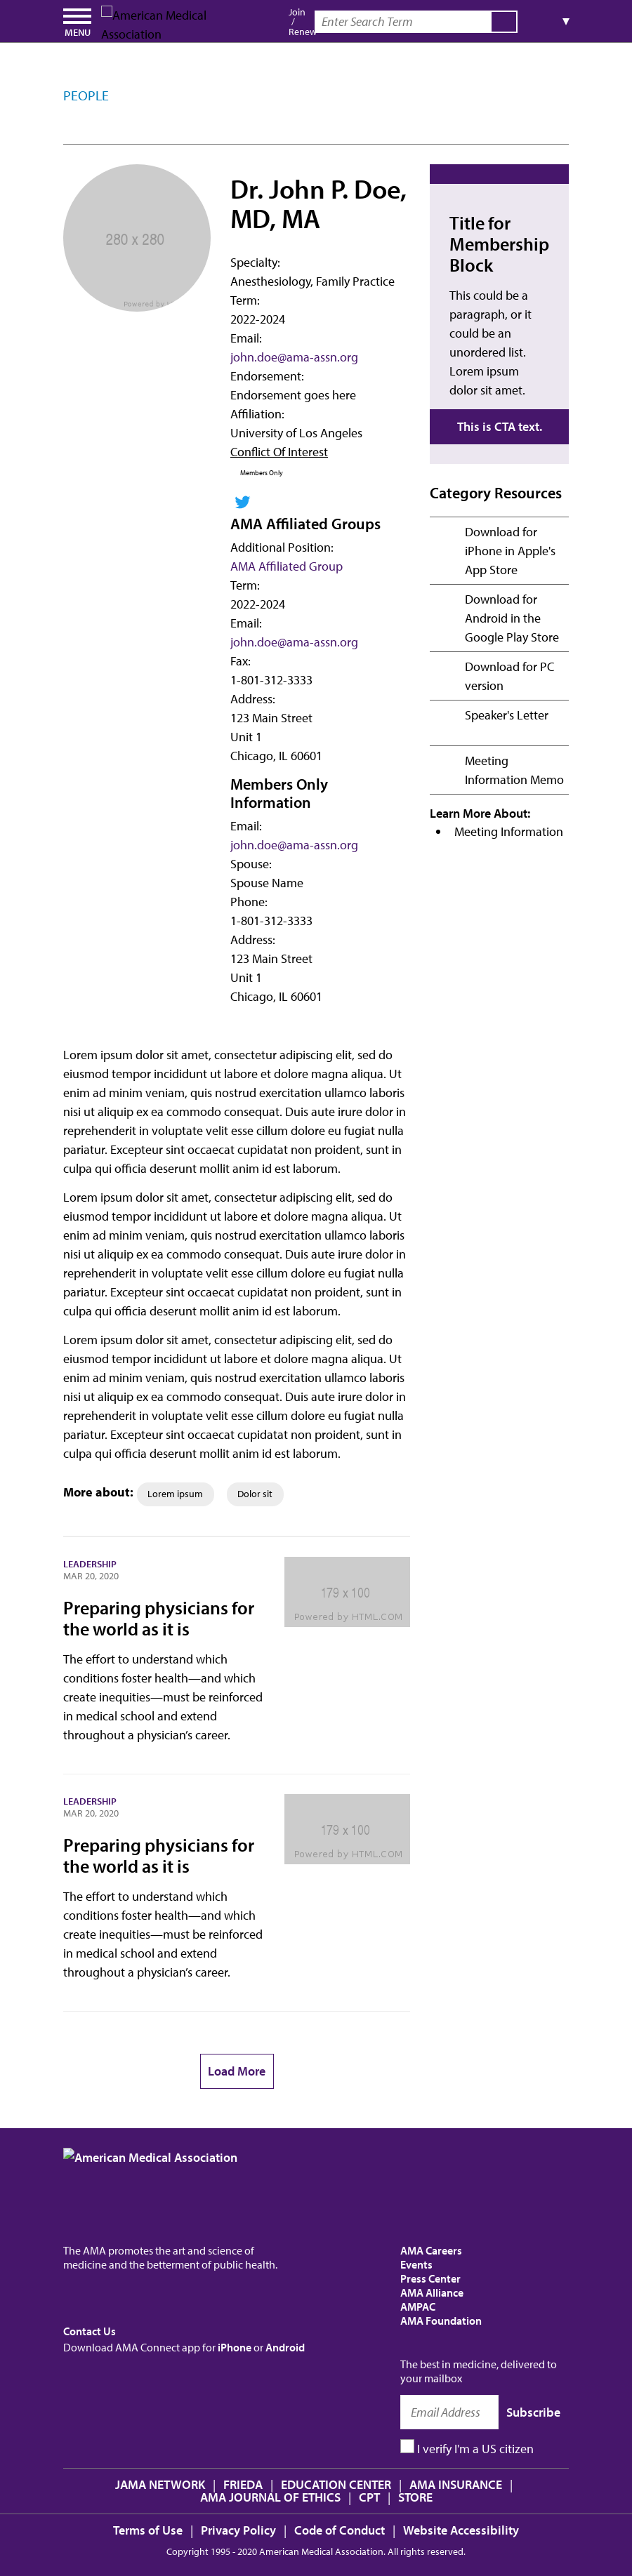 MENU
American Medical
Association
Join
/
Renew
Enter Search Term
▼
PEOPLE
280 x 280
Powered by
Dr. John P. Doe,
MD, MA
Specialty:
Anesthesiology, Family Practice
Term:
2022-2024
Email:
john.doe@ama-assn.org
Endorsement:
Endorsement goes here
Affiliation:
University of Los Angeles
Conflict Of Interest
Members Only
AMA Affiliated Groups
Additional Position:
AMA Affiliated Group
Term:
2022-2024
Email:
john.doe@ama-assn.org
Fax:
1-801-312-3333
Address:
123 Main Street
Unit 1
Chicago, IL 60601
Members Only
Information
Email:
john.doe@ama-assn.org
Spouse:
Spouse Name
Phone:
1-801-312-3333
Address:
123 Main Street
Unit 1
Chicago, IL 60601
Title for
Membership
Block
This could be a
paragraph, or it
could be an
unordered list.
Lorem ipsum
dolor sit amet.
This is CTA text.
Category Resources
Download for
iPhone in Apple's
App Store
Download for
Android in the
Google Play Store
Download for PC
version
Speaker's Letter
Meeting
Information Memo
Learn More About:
• Meeting Information
Lorem ipsum dolor sit amet, consectetur adipiscing elit, sed do
eiusmod tempor incididunt ut labore et dolore magna aliqua. Ut
enim ad minim veniam, quis nostrud exercitation ullamco laboris
nisi ut aliquip ex ea commodo consequat. Duis aute irure dolor in
reprehenderit in voluptate velit esse cillum dolore eu fugiat nulla
pariatur. Excepteur sint occaecat cupidatat non proident, sunt in
culpa qui officia deserunt mollit anim id est laborum.
Lorem ipsum dolor sit amet, consectetur adipiscing elit, sed do
eiusmod tempor incididunt ut labore et dolore magna aliqua. Ut
enim ad minim veniam, quis nostrud exercitation ullamco laboris
nisi ut aliquip ex ea commodo consequat. Duis aute irure dolor in
reprehenderit in voluptate velit esse cillum dolore eu fugiat nulla
pariatur. Excepteur sint occaecat cupidatat non proident, sunt in
culpa qui officia deserunt mollit anim id est laborum.
Lorem ipsum dolor sit amet, consectetur adipiscing elit, sed do
eiusmod tempor incididunt ut labore et dolore magna aliqua. Ut
enim ad minim veniam, quis nostrud exercitation ullamco laboris
nisi ut aliquip ex ea commodo consequat. Duis aute irure dolor in
reprehenderit in voluptate velit esse cillum dolore eu fugiat nulla
pariatur. Excepteur sint occaecat cupidatat non proident, sunt in
culpa qui officia deserunt mollit anim id est laborum.
More about: Lorem ipsum Dolor sit
LEADERSHIP
MAR 20, 2020
Preparing physicians for
the world as it is
The effort to understand which
conditions foster health—and which
create inequities—must be reinforced
in medical school and extend
throughout a physician’s career.
179 x 100
Powered by HTML.COM
LEADERSHIP
MAR 20, 2020
Preparing physicians for
the world as it is
The effort to understand which
conditions foster health—and which
create inequities—must be reinforced
in medical school and extend
throughout a physician’s career.
179 x 100
Powered by HTML.COM
Load More
American Medical Association
The AMA promotes the art and science of
medicine and the betterment of public health.
Contact Us
Download AMA Connect app for iPhone or Android
AMA Careers
Events
Press Center
AMA Alliance
AMPAC
AMA Foundation
The best in medicine, delivered to
your mailbox
Email Address Subscribe
I verify I'm a US citizen
JAMA NETWORK | FRIEDA | EDUCATION CENTER | AMA INSURANCE |
AMA JOURNAL OF ETHICS | CPT | STORE
Terms of Use | Privacy Policy | Code of Conduct | Website Accessibility
Copyright 1995 - 2020 American Medical Association. All rights reserved.